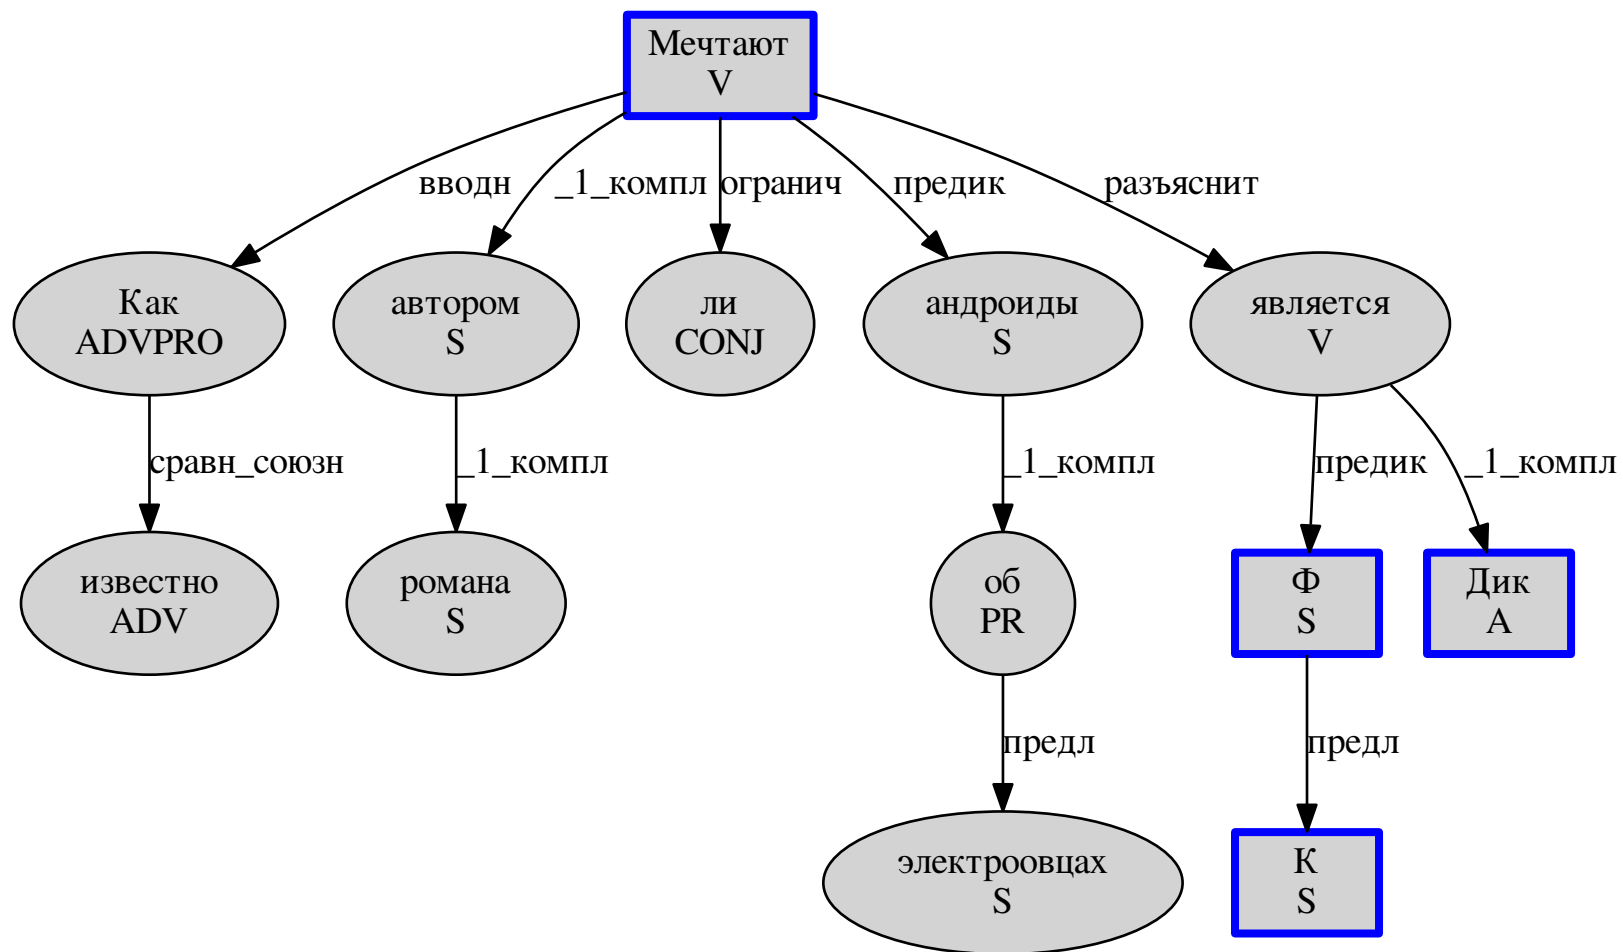 Мечтают
V
вводн
_1_компл
огранич
предик
разъяснит
Как
ADVPRO
автором
S
ли
CONJ
андроиды
S
является
V
сравн_союзн
_1_компл
_1_компл
предик
_1_компл
известно
ADV
романа
S
об
PR
Ф
S
Дик
A
предл
предл
электроовцах
S
К
S